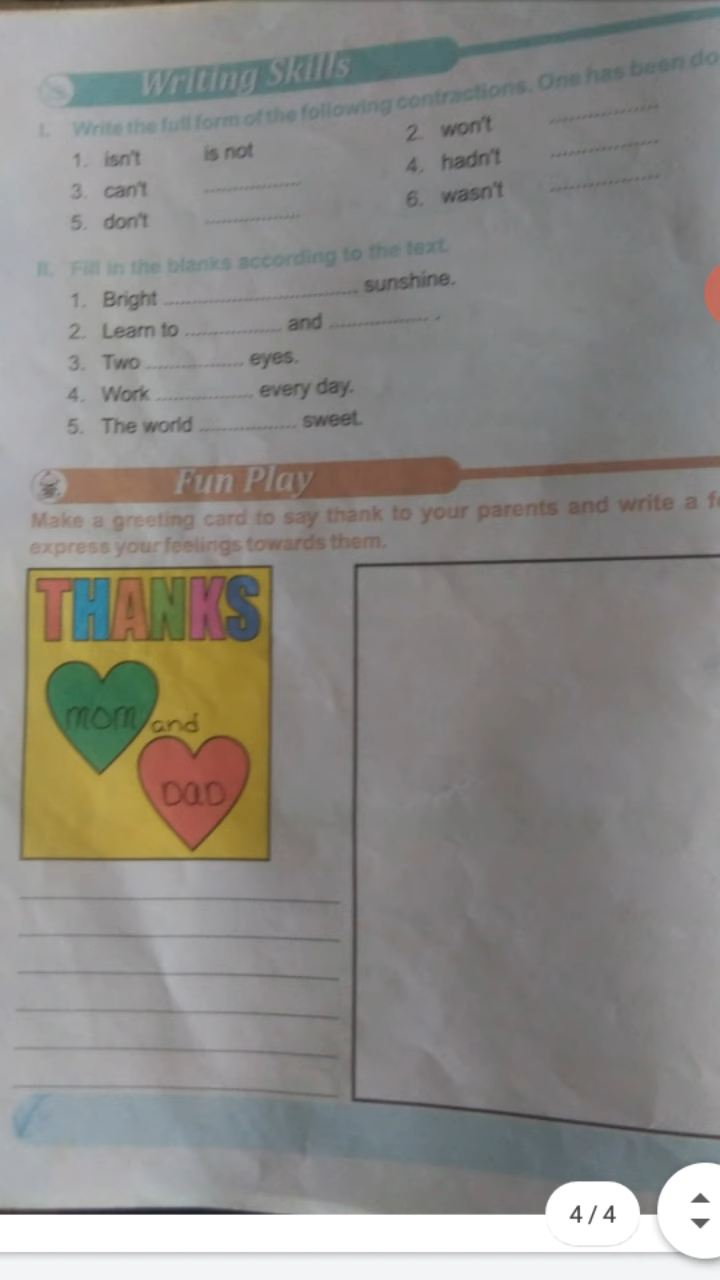 Writing Skills
I. Write the full form of the following contractions. One has been do
1. isn't is not 2. won't ....................
3. can't .................... 4. hadn't ....................
5. don't .................... 6. wasn't ....................
II. Fill in the blanks according to the text.
1. Bright ........................................ sunshine.
2. Learn to .................... and .................... .
3. Two .................... eyes.
4. Work .................... every day.
5. The world .................... sweet.
Fun Play
Make a greeting card to say thank to your parents and write a f
express your feelings towards them.
THANKS
mom and
DaD
4 / 4